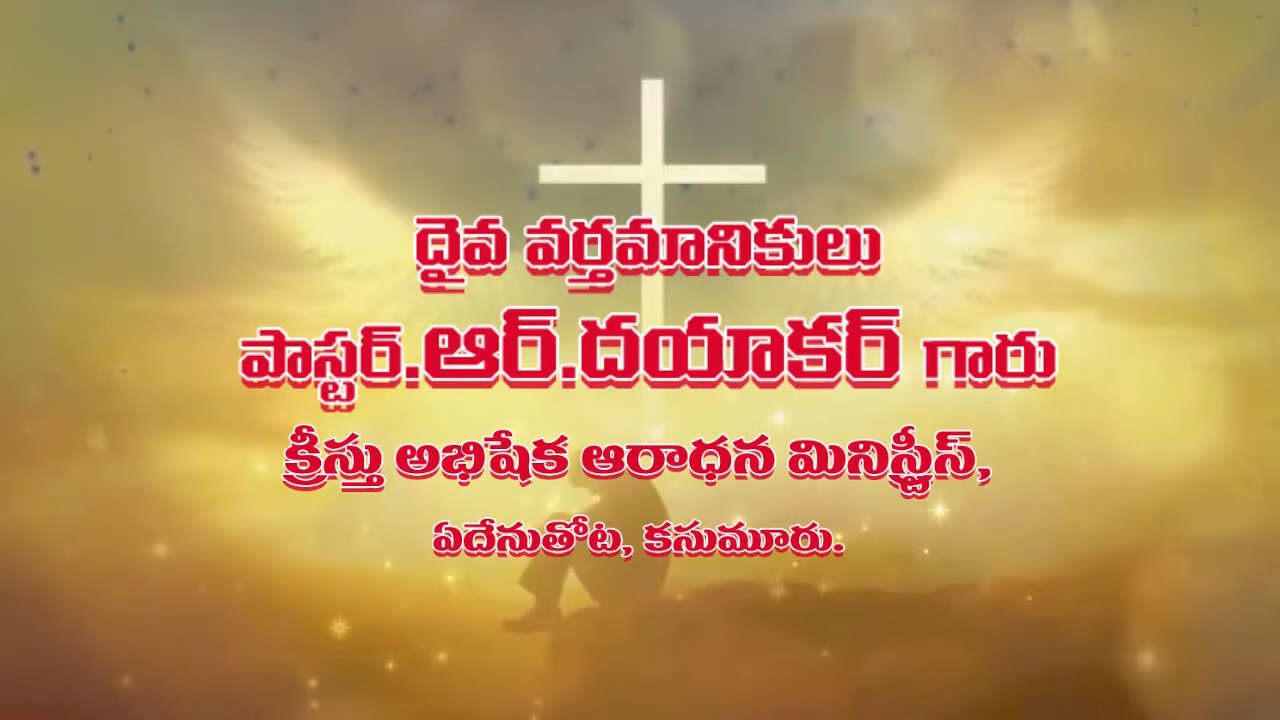 దైవ వర్తమానికులు
పాస్టర్.ఆర్.దయాకర్ గారు
క్రీస్తు అభిషేక ఆరాధన మినిస్ట్రీస్,
ఏదేనుతోట, కసుమూరు.